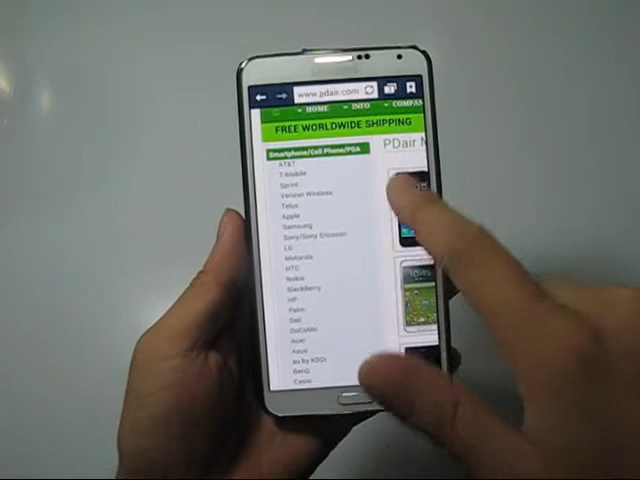 www.pdair.com
HOME
INFO
COMPAN
FREE WORLDWIDE SHIPPING
Smartphone/Cell Phone/PDA
PDair M
AT&T
T-Mobile
Sprint
Verizon Wireless
Telus
Apple
Samsung
Sony/Sony Ericsson
LG
Motorola
HTC
Nokia
BlackBerry
HP
Palm
Dell
DoCoMo
Acer
Asus
au by KDDI
BenQ
Casio